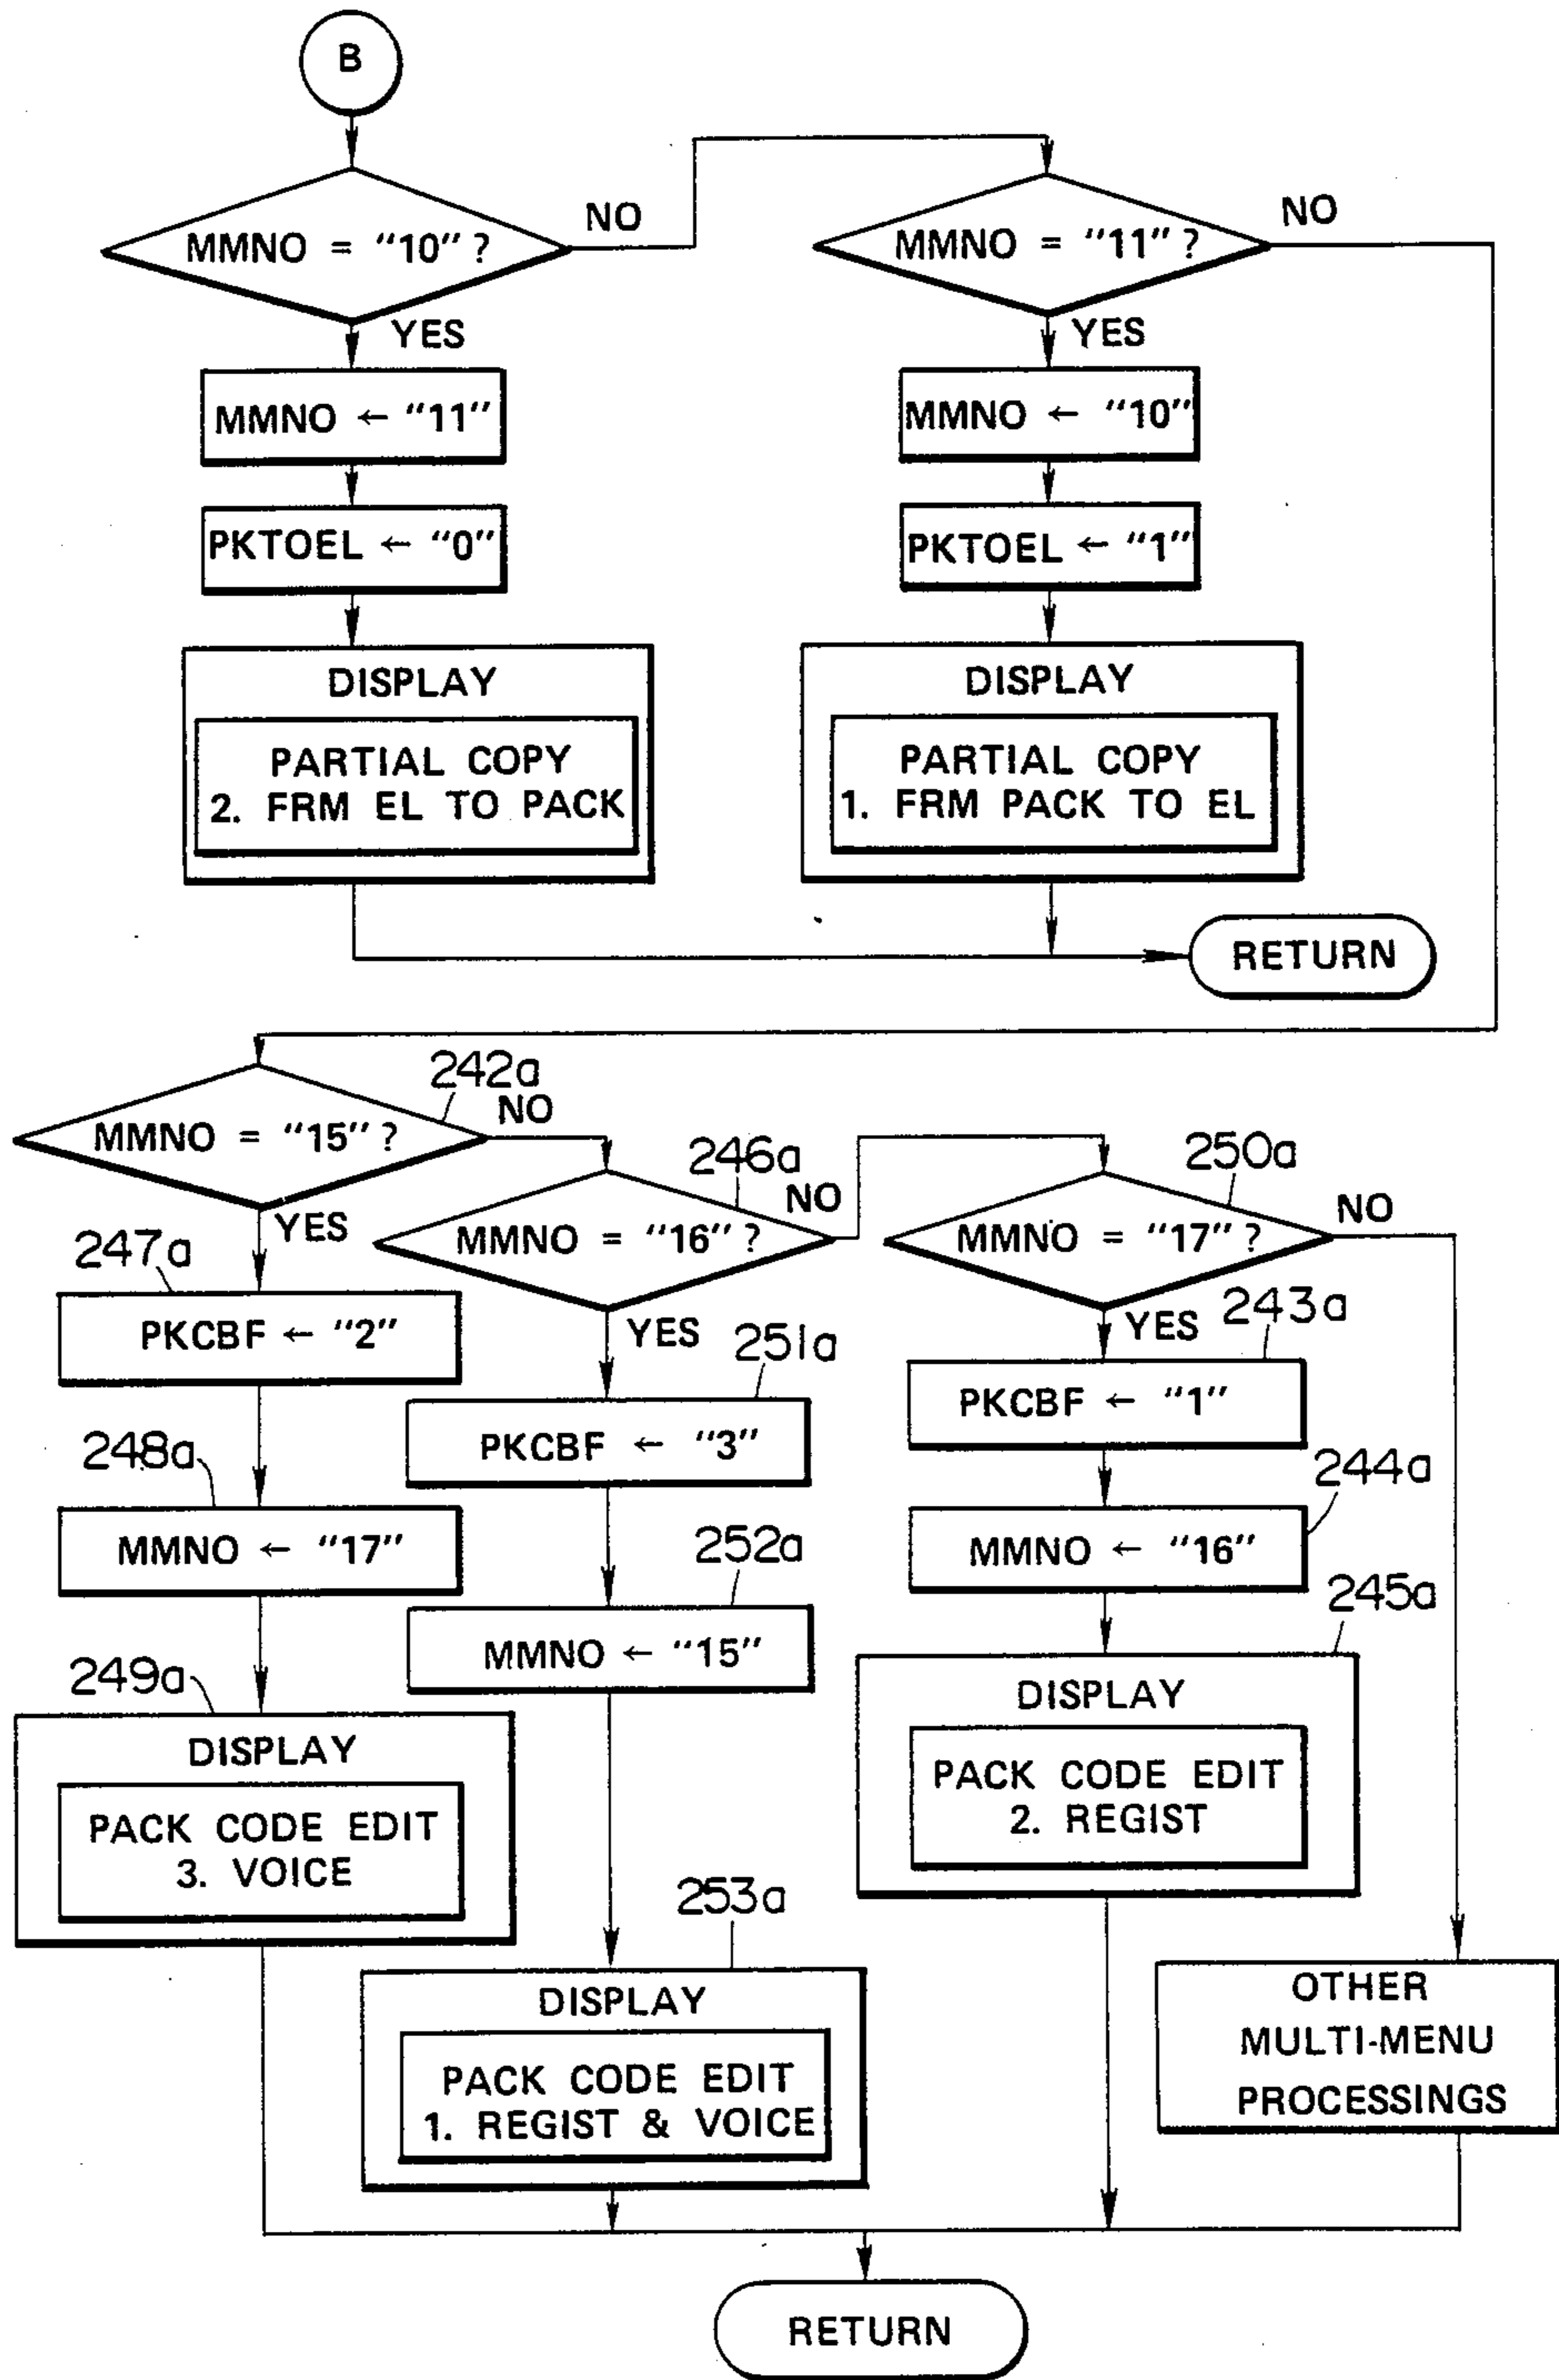 B
MMNO = "10" ?
NO
YES
MMNO ← "11"
PKTOEL ← "0"
DISPLAY
PARTIAL COPY
2. FRM EL TO PACK
MMNO = "11" ?
NO
YES
MMNO ← "10"
PKTOEL ← "1"
DISPLAY
PARTIAL COPY
1. FRM PACK TO EL
RETURN
242a
MMNO = "15" ?
NO
YES
247a
PKCBF ← "2"
248a
MMNO ← "17"
249a
DISPLAY
PACK CODE EDIT
3. VOICE
246a
MMNO = "16" ?
NO
YES
251a
PKCBF ← "3"
252a
MMNO ← "15"
253a
DISPLAY
PACK CODE EDIT
1. REGIST & VOICE
250a
MMNO = "17" ?
NO
YES
243a
PKCBF ← "1"
244a
MMNO ← "16"
245a
DISPLAY
PACK CODE EDIT
2. REGIST
OTHER
MULTI-MENU
PROCESSINGS
RETURN